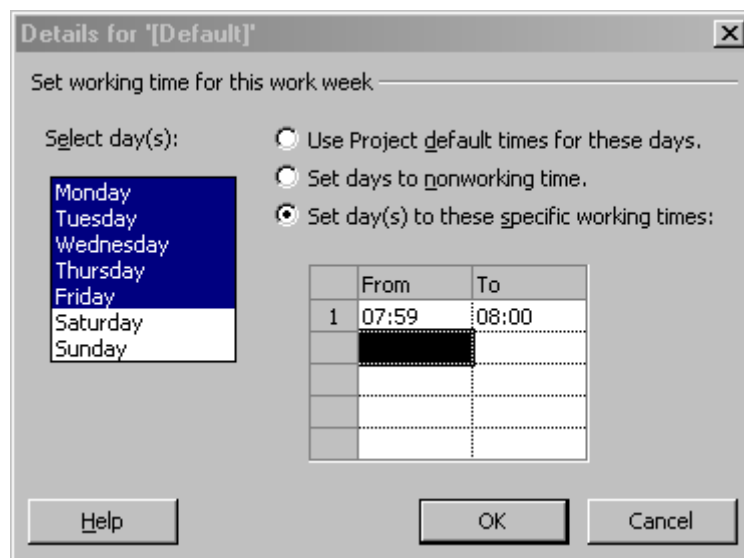 Details for '[Default]'
Set working time for this work week
Select day(s):
Monday
Tuesday
Wednesday
Thursday
Friday
Saturday
Sunday
Use Project default times for these days.
Set days to nonworking time.
Set day(s) to these specific working times:
From To
1 07:59 08:00
Help OK Cancel